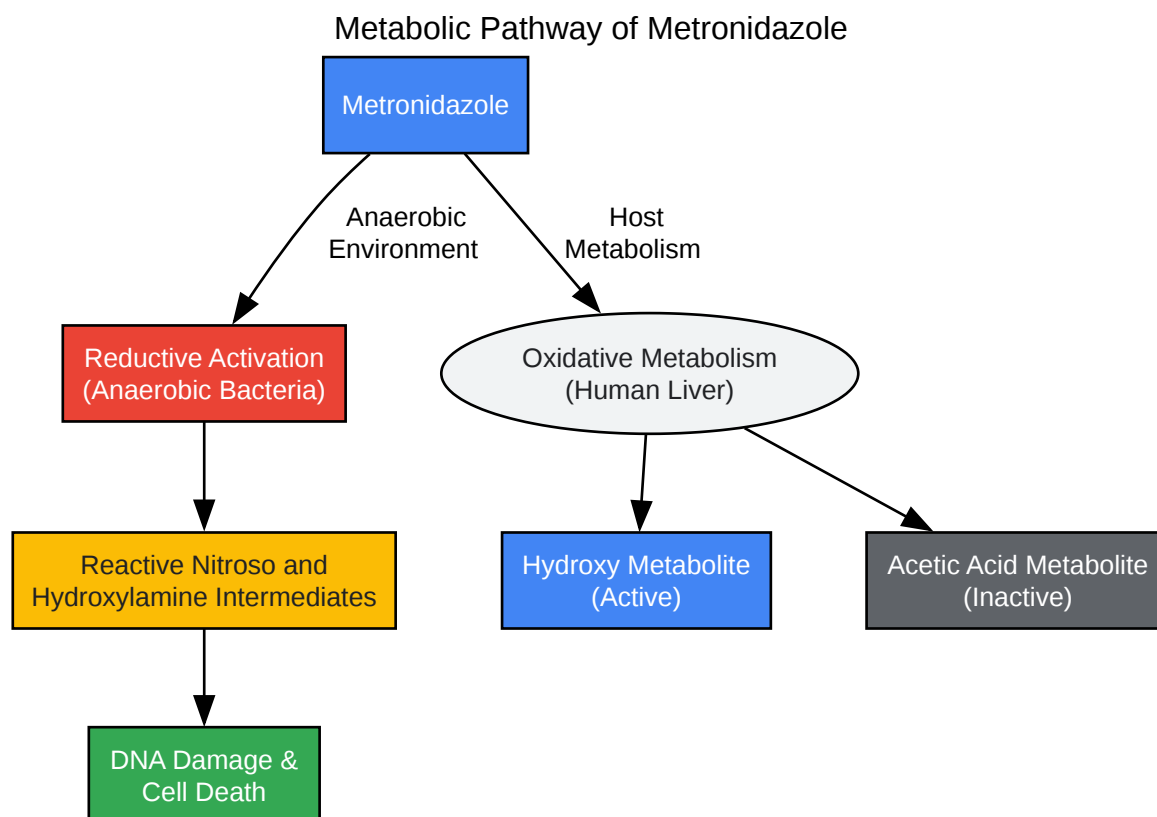 Metabolic Pathway of Metronidazole
Metronidazole
Anaerobic
Environment
Host
Metabolism
Reductive Activation
(Anaerobic Bacteria)
Oxidative Metabolism
(Human Liver)
Reactive Nitroso and
Hydroxylamine Intermediates
Hydroxy Metabolite
(Active)
Acetic Acid Metabolite
(Inactive)
DNA Damage &
Cell Death